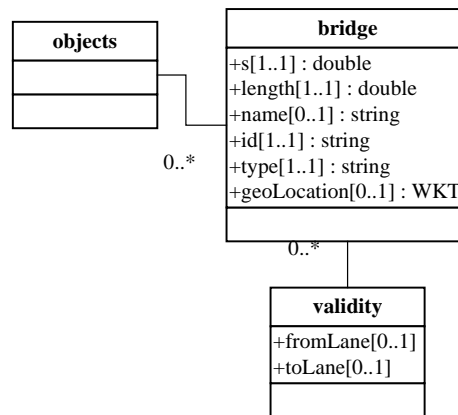 objects
bridge
+s[1..1] : double
+length[1..1] : double
+name[0..1] : string
+id[1..1] : string
+type[1..1] : string
+geoLocation[0..1] : WKT
0..*
0..*
validity
+fromLane[0..1]
+toLane[0..1]